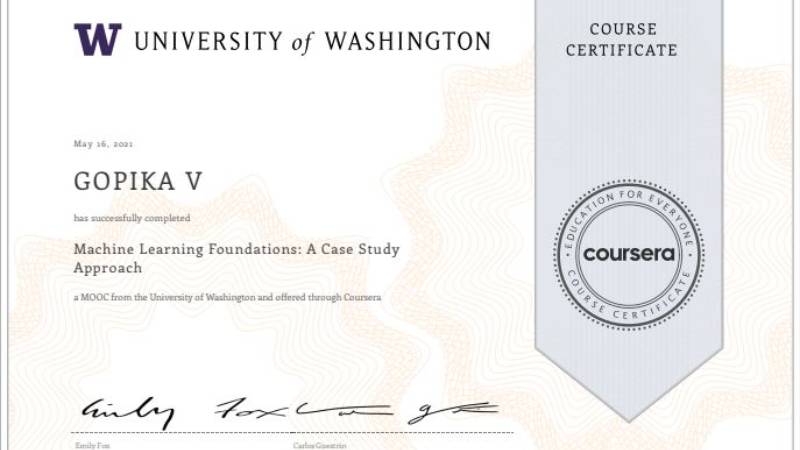 W UNIVERSITY of WASHINGTON
COURSE
CERTIFICATE
May 16, 2021
GOPIKA V
has successfully completed
Machine Learning Foundations: A Case Study
Approach
a MOOC from the University of Washington and offered through Coursera
EDUCATION FOR EVERYONE
coursera
COURSE CERTIFICATE
Emily Fox
Emily Fox
Carlos Guestrin